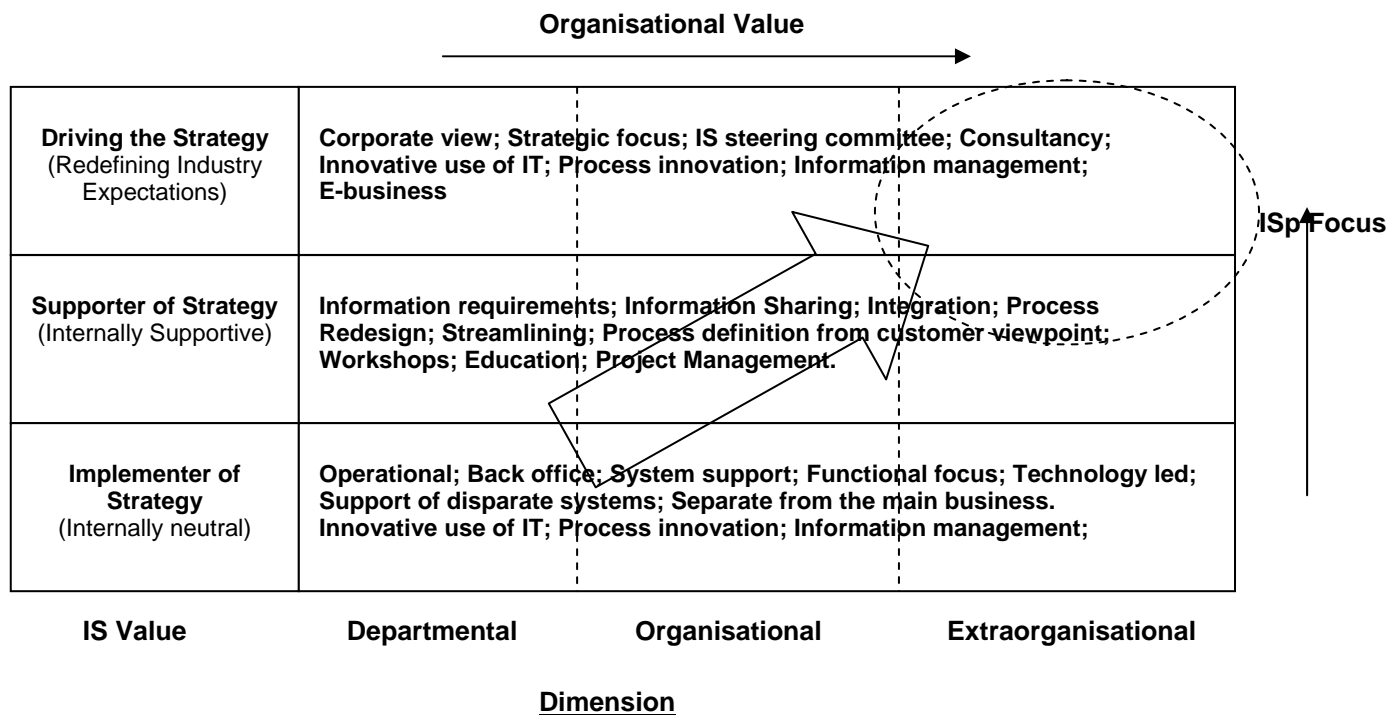 Organisational Value
Driving the Strategy
(Redefining Industry
Expectations)
Corporate view; Strategic focus; IS steering committee; Consultancy;
Innovative use of IT; Process innovation; Information management;
E-business
ISp Focus
Supporter of Strategy
(Internally Supportive)
Information requirements; Information Sharing; Integration; Process
Redesign; Streamlining; Process definition from customer viewpoint;
Workshops; Education; Project Management.
Implementer of
Strategy
(Internally neutral)
Operational; Back office; System support; Functional focus; Technology led;
Support of disparate systems; Separate from the main business.
Innovative use of IT; Process innovation; Information management;
IS Value
Departmental
Organisational
Extraorganisational
Dimension